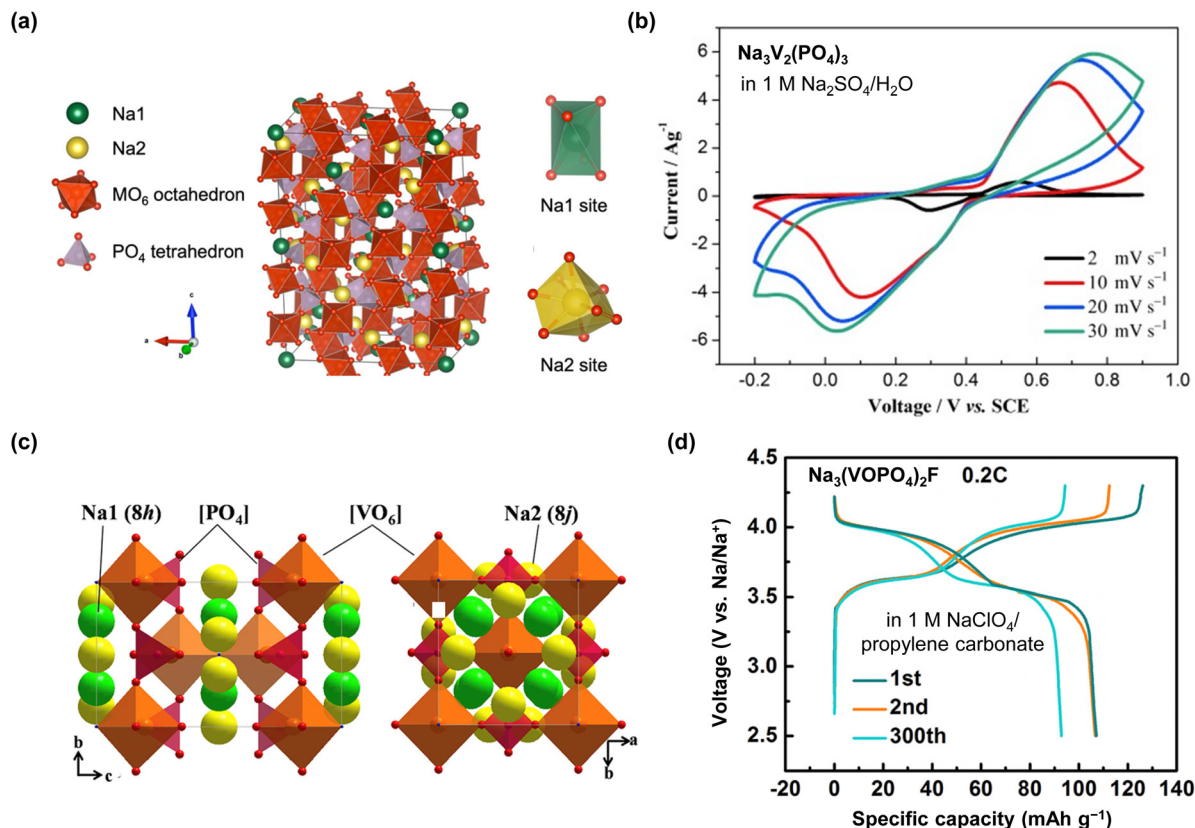 (a)
Na1
Na2
MO₆ octahedron
PO₄ tetrahedron
c
a
b
Na1 site
Na2 site
(b)
Na₃V₂(PO₄)₃
in 1 M Na₂SO₄/H₂O
Current / Ag⁻¹
6
4
2
0
-2
-4
-6
2 mV s⁻¹
10 mV s⁻¹
20 mV s⁻¹
30 mV s⁻¹
-0.2
0.0
0.2
0.4
0.6
0.8
1.0
Voltage / V vs. SCE
(c)
Na1 (8h)
[PO₄]
[VO₆]
Na2 (8j)
b
c
a
b
(d)
Na₃(VOPO₄)₂F 0.2C
Voltage (V vs. Na/Na⁺)
4.5
4.0
3.5
3.0
2.5
in 1 M NaClO₄/
propylene carbonate
1st
2nd
300th
-20
0
20
40
60
80
100
120
140
Specific capacity (mAh g⁻¹)